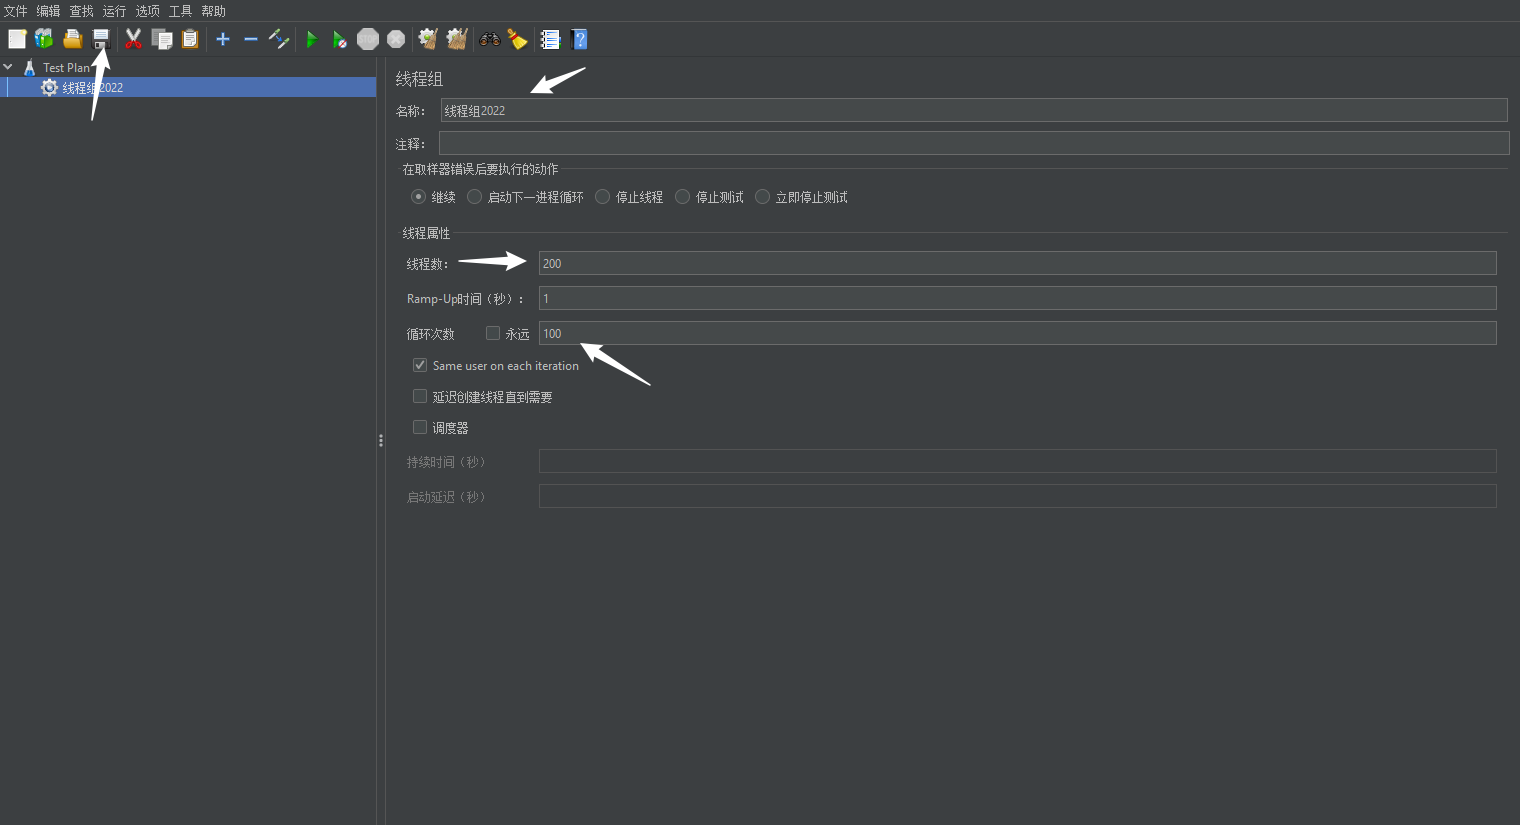 文件 编辑 查找 运行 选项 工具 帮助
Test Plan
线程组2022
线程组
名称： 线程组2022
注释：
在取样器错误后要执行的动作
继续 启动下一进程循环 停止线程 停止测试 立即停止测试
线程属性
线程数： 200
Ramp-Up时间（秒）： 1
循环次数 永远 100
Same user on each iteration
延迟创建线程直到需要
调度器
持续时间（秒）
启动延迟（秒）